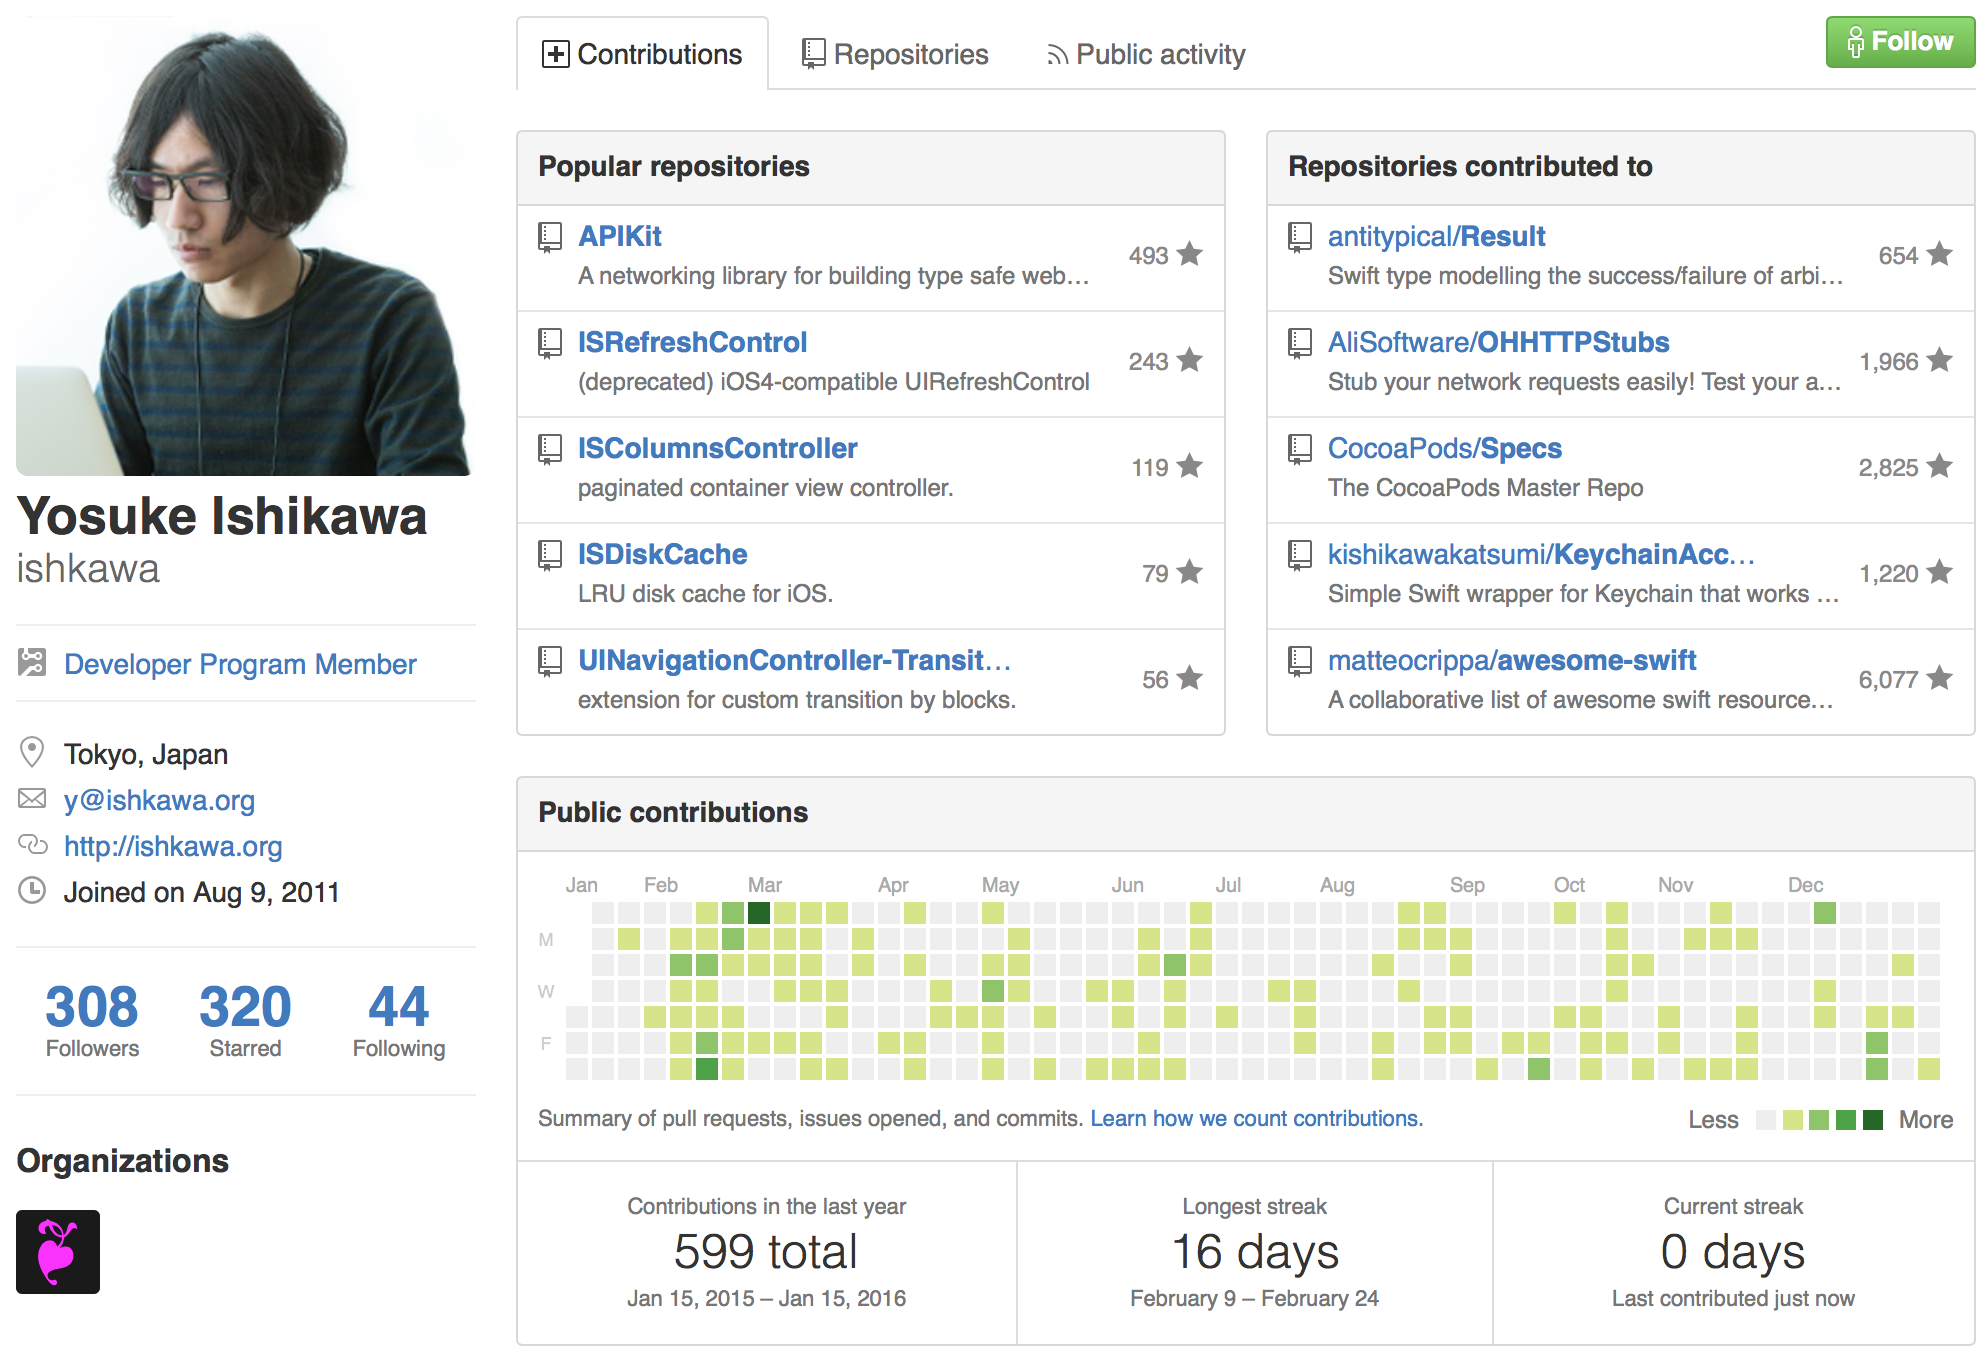 Contributions
Repositories
Public activity
Follow
Yosuke Ishikawa
ishkawa
Developer Program Member
Tokyo, Japan
y@ishkawa.org
http://ishkawa.org
Joined on Aug 9, 2011
308 320 44
Followers Starred Following
Organizations
Popular repositories
APIKit
493
A networking library for building type safe web…
ISRefreshControl
243
(deprecated) iOS4-compatible UIRefreshControl
ISColumnsController
119
paginated container view controller.
ISDiskCache
79
LRU disk cache for iOS.
UINavigationController-Transit…
56
extension for custom transition by blocks.
Repositories contributed to
antitypical/Result
654
Swift type modelling the success/failure of arbi…
AliSoftware/OHHTTPStubs
1,966
Stub your network requests easily! Test your a…
CocoaPods/Specs
2,825
The CocoaPods Master Repo
kishikawakatsumi/KeychainAcc…
1,220
Simple Swift wrapper for Keychain that works …
matteocrippa/awesome-swift
6,077
A collaborative list of awesome swift resource…
Public contributions
Jan Feb Mar Apr May Jun Jul Aug Sep Oct Nov Dec
M
W
F
Summary of pull requests, issues opened, and commits. Learn how we count contributions.
Less More
Contributions in the last year
599 total
Jan 15, 2015 – Jan 15, 2016
Longest streak
16 days
February 9 – February 24
Current streak
0 days
Last contributed just now